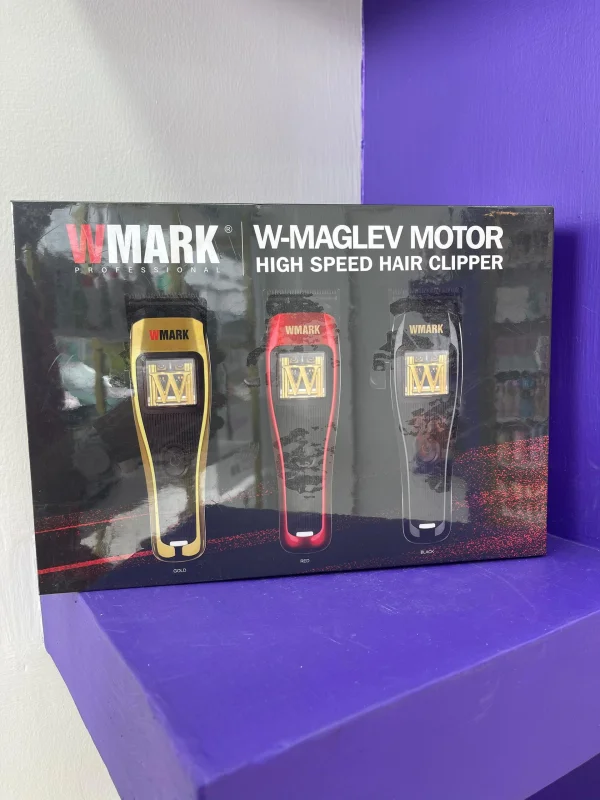 WMARK®
PROFESSIONAL
W-MAGLEV MOTOR
HIGH SPEED HAIR CLIPPER
WMARK
W
GOLD
WMARK
W
RED
WMARK
W
BLACK